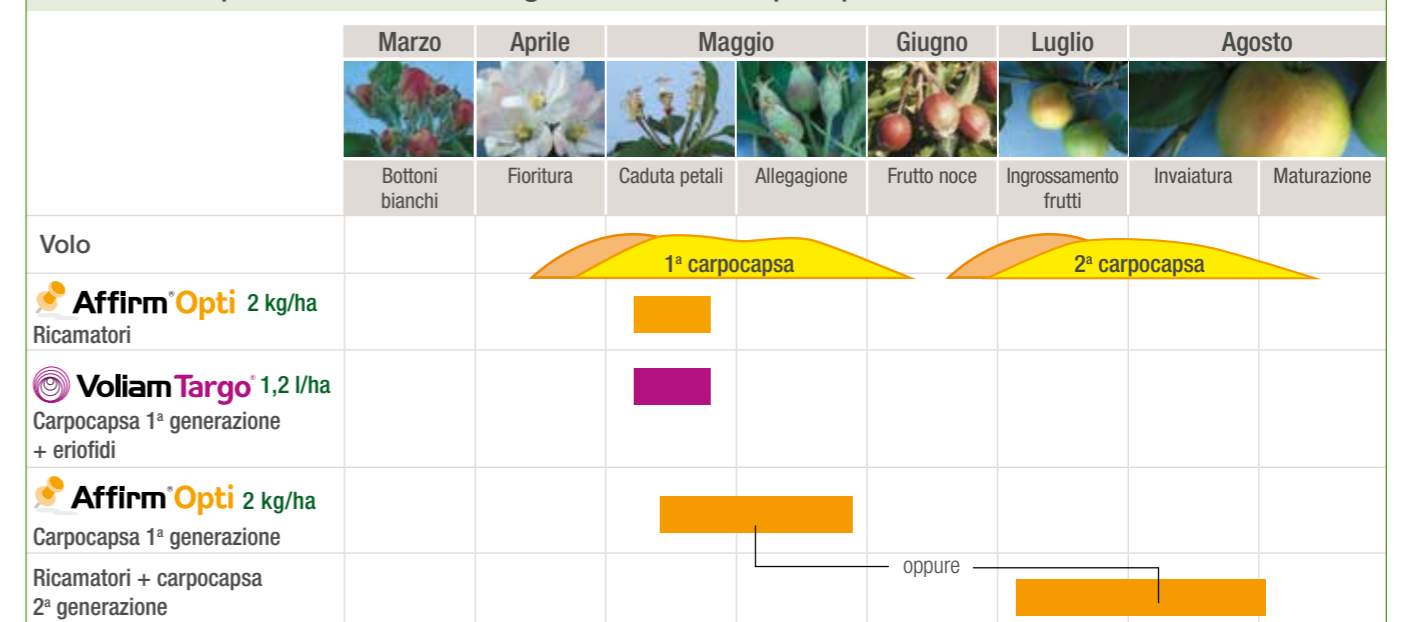 Marzo Aprile Maggio Giugno Luglio Agosto
Bottoni bianchi Fioritura Caduta petali Allegagione Frutto noce Ingrossamento frutti Invaiatura Maturazione
Volo
1ª carpocapsa 2ª carpocapsa
Affirm® Opti 2 kg/ha
Ricamatori
Voliam Targo® 1,2 l/ha
Carpocapsa 1ª generazione
+ eriofidi
Affirm® Opti 2 kg/ha
Carpocapsa 1ª generazione
oppure
Ricamatori + carpocapsa
2ª generazione